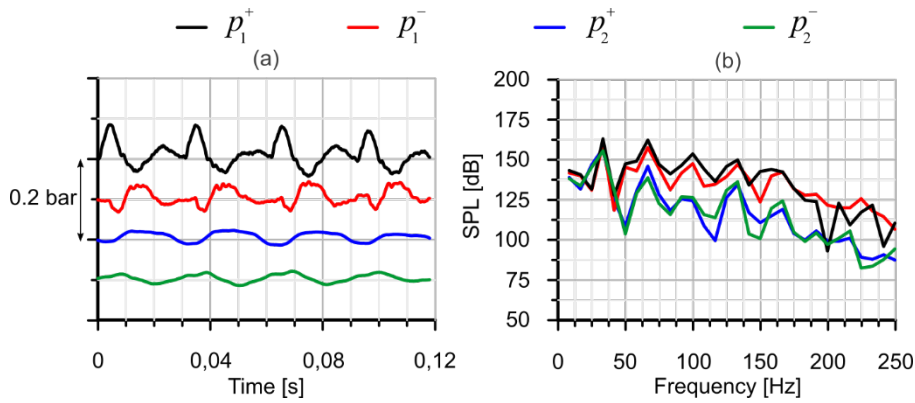 p₁⁺ p₁⁻ p₂⁺ p₂⁻
(a) (b)
0.2 bar
0 0,04 0,08 0,12
Time [s]
SPL [dB]
200
175
150
125
100
75
50
0 50 100 150 200 250
Frequency [Hz]